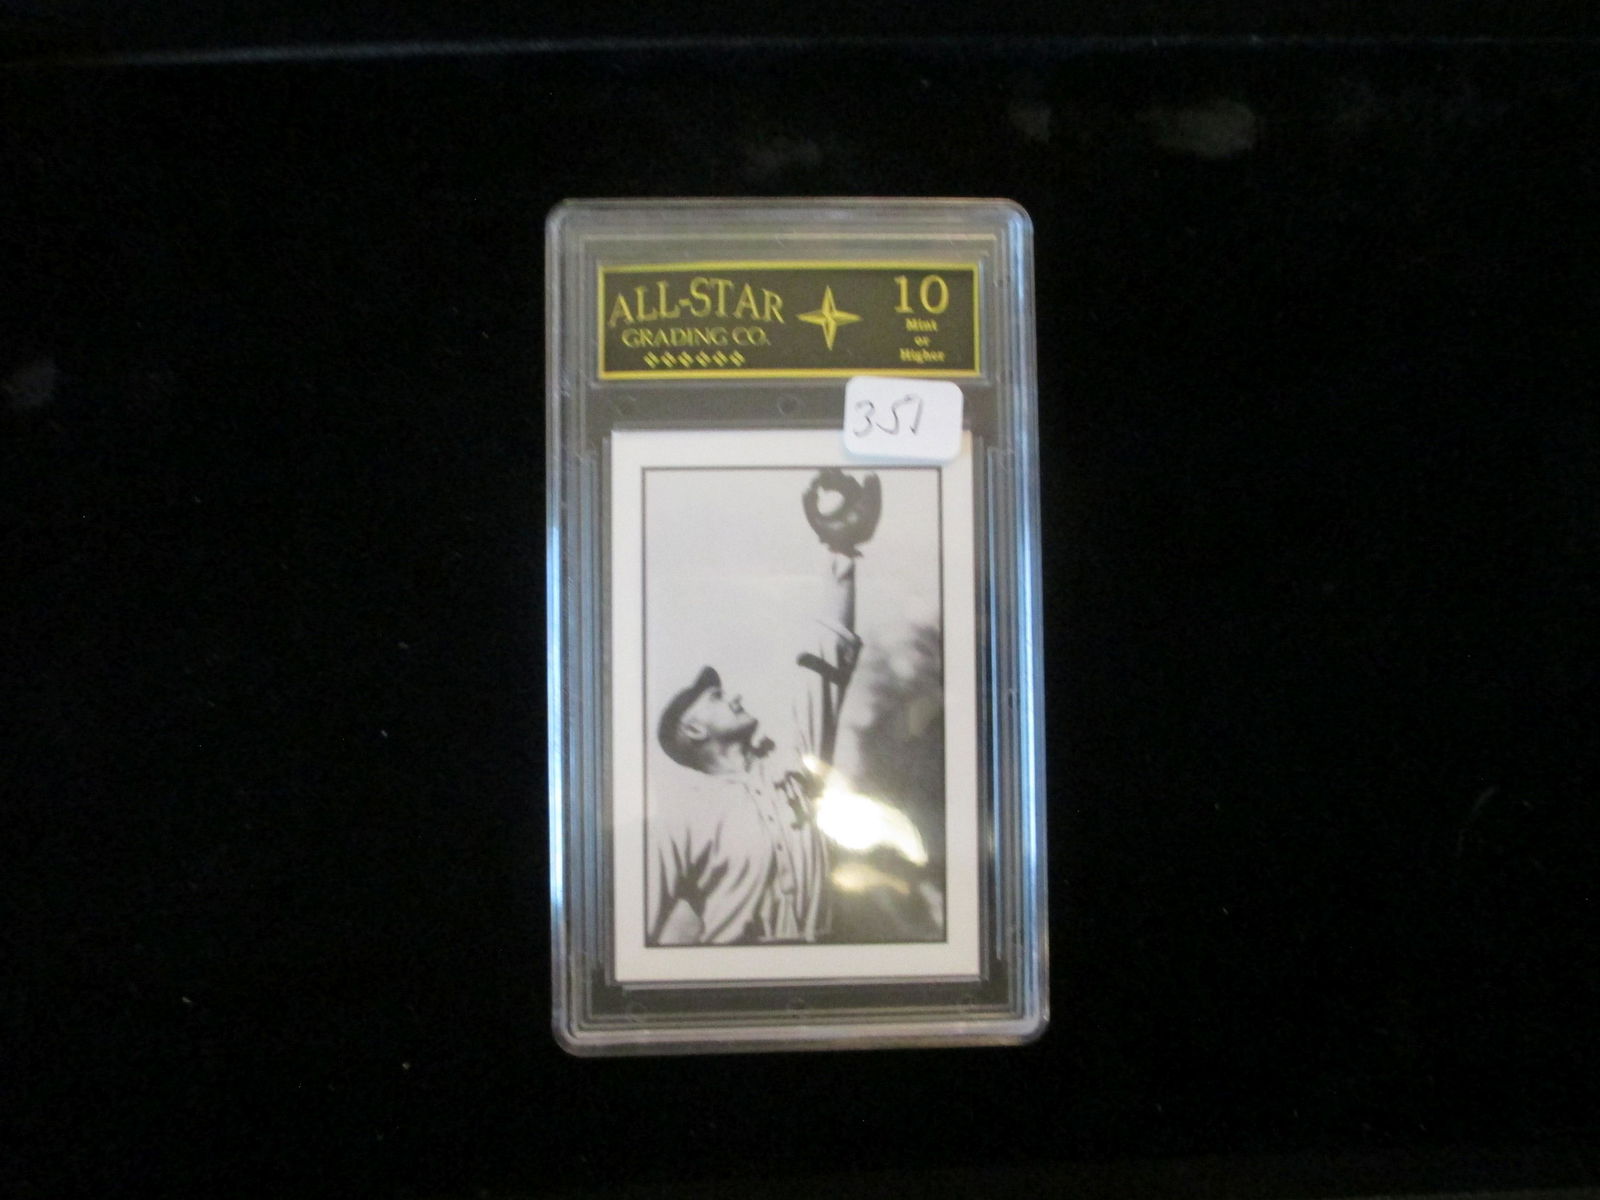 ALL-STAR
GRADING CO.
10
Mint
or
Higher
357